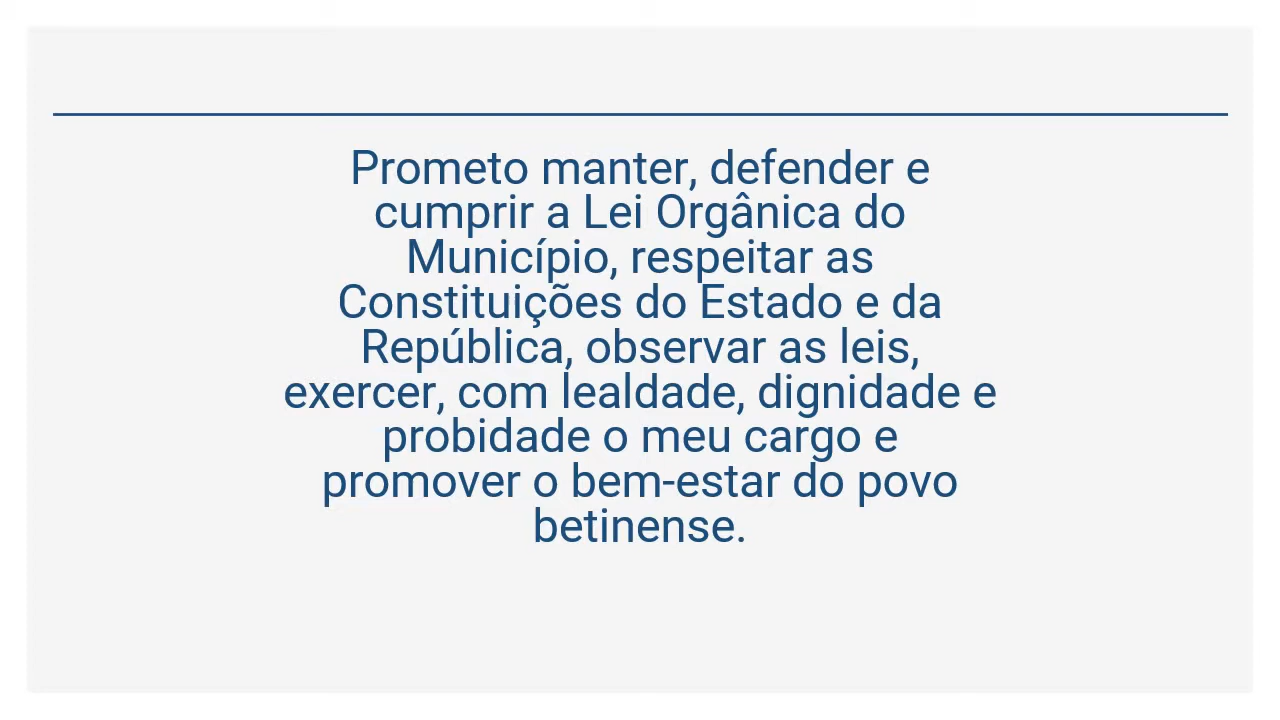 Prometo manter, defender e
cumprir a Lei Orgânica do
Município, respeitar as
Constituições do Estado e da
República, observar as leis,
exercer, com lealdade, dignidade e
probidade o meu cargo e
promover o bem-estar do povo
betinense.